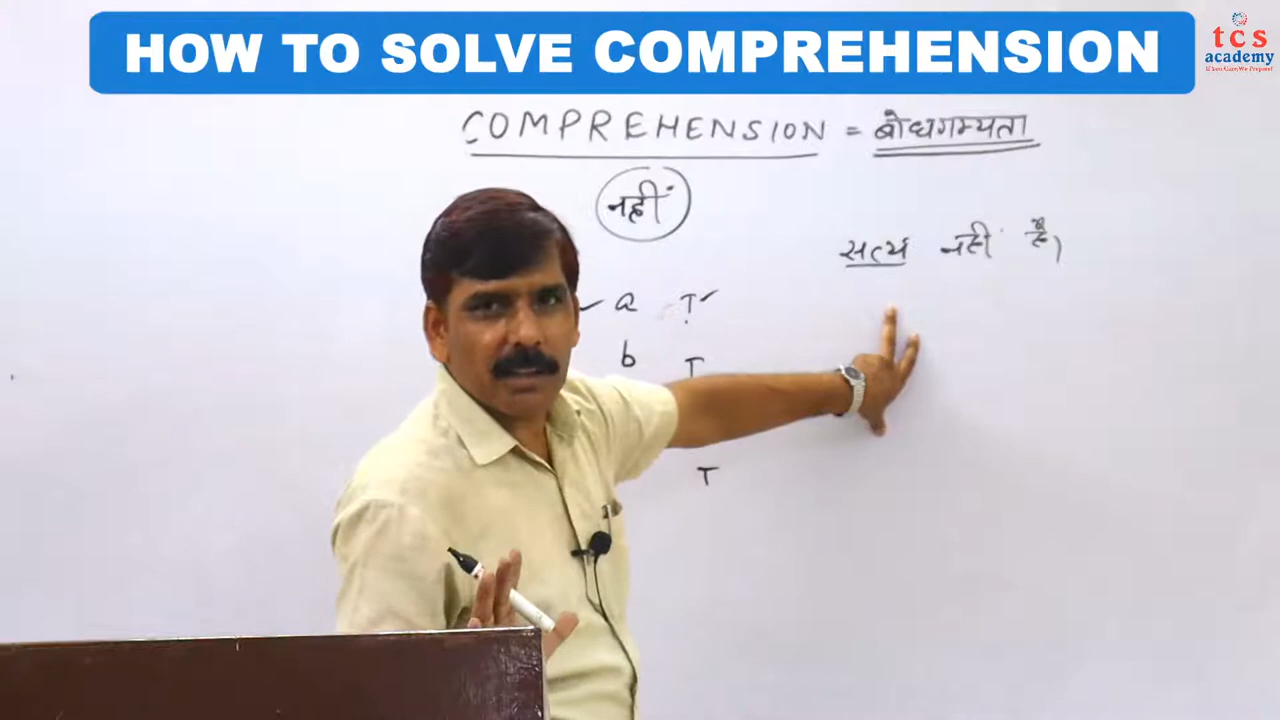 HOW TO SOLVE COMPREHENSION
tcs
academy
COMPREHENSION = बोधगम्यता
नहीं
सत्य नहीं है।
a T
b T
T